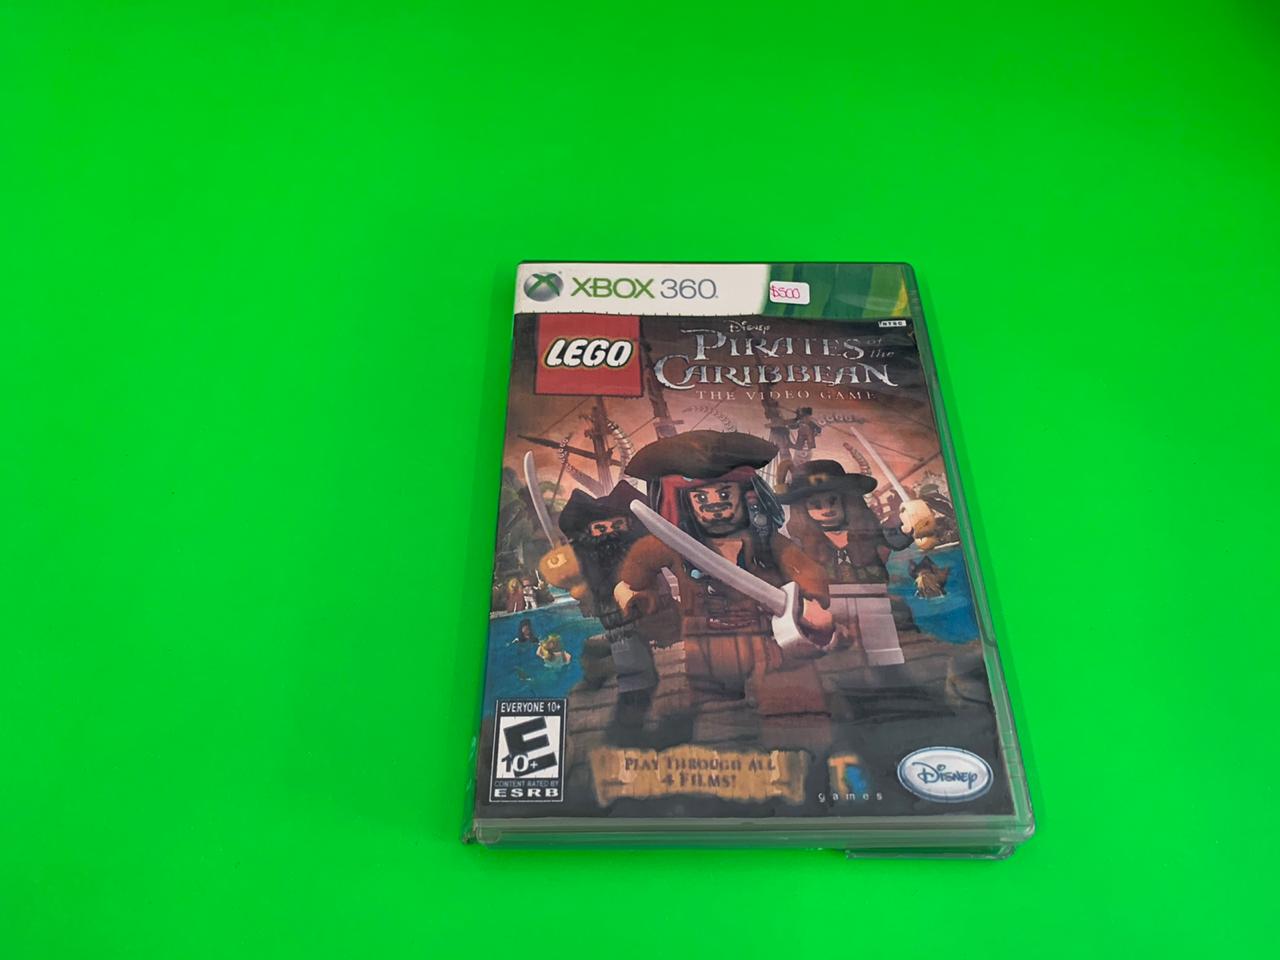 XBOX 360
$500
NTSC
LEGO
Disney
PIRATES of the
CARIBBEAN
THE VIDEO GAME
EVERYONE 10+
E
10+
CONTENT RATED BY
ESRB
PLAY THROUGH ALL
4 FILMS!
games
Disney